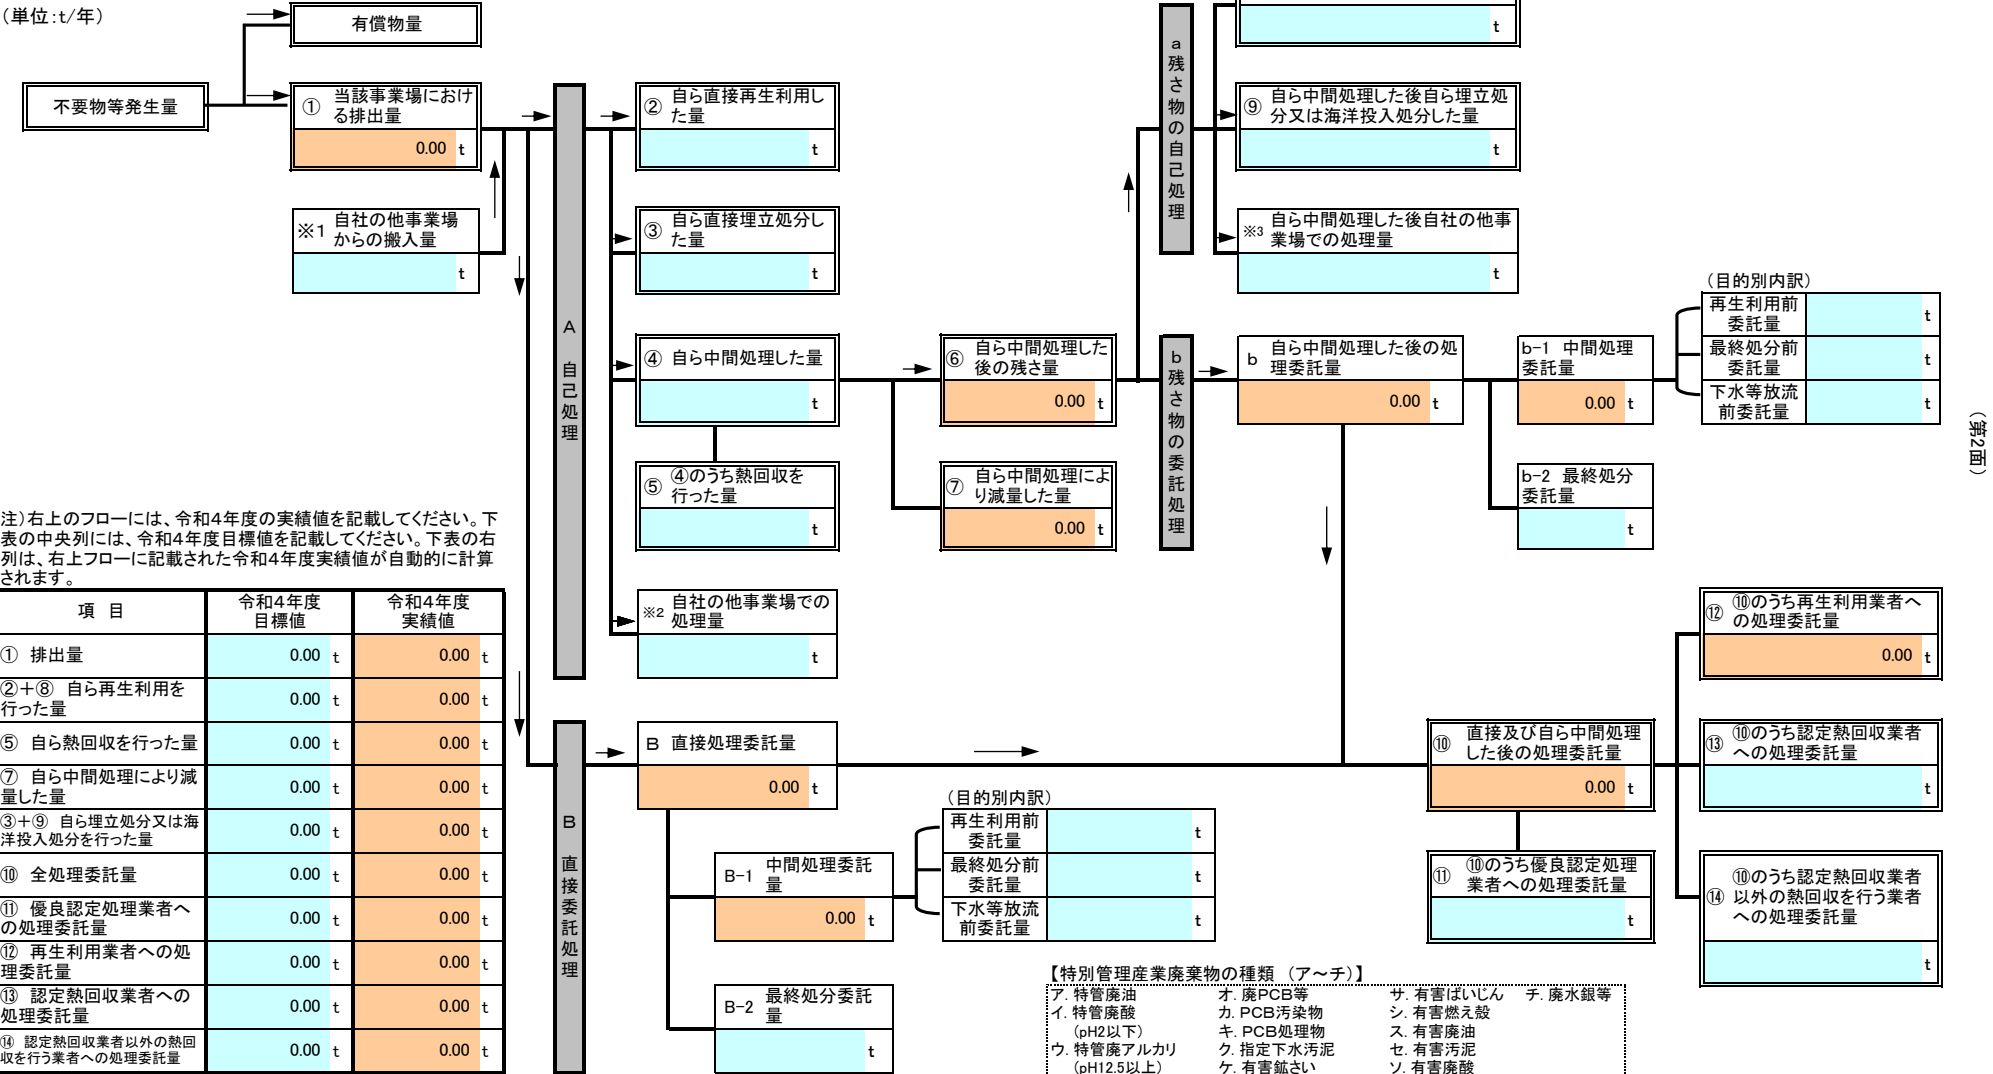 （単位：t/年）
有償物量
不要物等発生量
① 当該事業場におけ
る排出量
0.00 t
※1 自社の他事業場
からの搬入量
t
A 自己処理
② 自ら直接再生利用し
た量
t
③ 自ら直接埋立処分し
た量
t
④ 自ら中間処理した量
t
⑤ ④のうち熱回収を
行った量
t
※2 自社の他事業場での
処理量
t
⑥ 自ら中間処理した
後の残さ量
0.00 t
⑦ 自ら中間処理によ
り減量した量
0.00 t
a 残さ物の自己処理
t
⑨ 自ら中間処理した後自ら埋立処
分又は海洋投入処分した量
t
※3 自ら中間処理した後自社の他事
業場での処理量
t
b 残さ物の委託処理
b 自ら中間処理した後の処
理委託量
0.00 t
b-1 中間処理
委託量
0.00 t
b-2 最終処分
委託量
t
（目的別内訳）
再生利用前
委託量
t
最終処分前
委託量
t
下水等放流
前委託量
t
（第2面）
注）右上のフローには、令和４年度の実績値を記載してください。下
表の中央列には、令和４年度目標値を記載してください。下表の右
列は、右上フローに記載された令和４年度実績値が自動的に計算
されます。
項 目 令和４年度
目標値 令和４年度
実績値
① 排出量 0.00 t 0.00 t
②＋⑧ 自ら再生利用を
行った量 0.00 t 0.00 t
⑤ 自ら熱回収を行った量 0.00 t 0.00 t
⑦ 自ら中間処理により減
量した量 0.00 t 0.00 t
③＋⑨ 自ら埋立処分又は海
洋投入処分を行った量 0.00 t 0.00 t
⑩ 全処理委託量 0.00 t 0.00 t
⑪ 優良認定処理業者へ
の処理委託量 0.00 t 0.00 t
⑫ 再生利用業者への処
理委託量 0.00 t 0.00 t
⑬ 認定熱回収業者への
処理委託量 0.00 t 0.00 t
⑭ 認定熱回収業者以外の熱回
収を行う業者への処理委託量 0.00 t 0.00 t
B 直接委託処理
B 直接処理委託量
0.00 t
B-1 中間処理委託
量
0.00 t
B-2 最終処分委託
量
t
（目的別内訳）
再生利用前
委託量
t
最終処分前
委託量
t
下水等放流
前委託量
t
⑩ 直接及び自ら中間処理
した後の処理委託量
0.00 t
⑪ ⑩のうち優良認定処理
業者への処理委託量
t
⑫ ⑩のうち再生利用業者へ
の処理委託量
0.00 t
⑬ ⑩のうち認定熱回収業者
への処理委託量
t
⑭ ⑩のうち認定熱回収業者
以外の熱回収を行う業者
への処理委託量
t
【特別管理産業廃棄物の種類 （ア～チ）】
ア．特管廃油 オ．廃PCB等 サ．有害ばいじん チ．廃水銀等
イ．特管廃酸 カ．PCB汚染物 シ．有害燃え殻
（pH2以下） キ．PCB処理物 ス．有害廃油
ウ．特管廃アルカリ ク．指定下水汚泥 セ．有害汚泥
（pH12.5以上） ケ．有害鉱さい ソ．有害廃酸